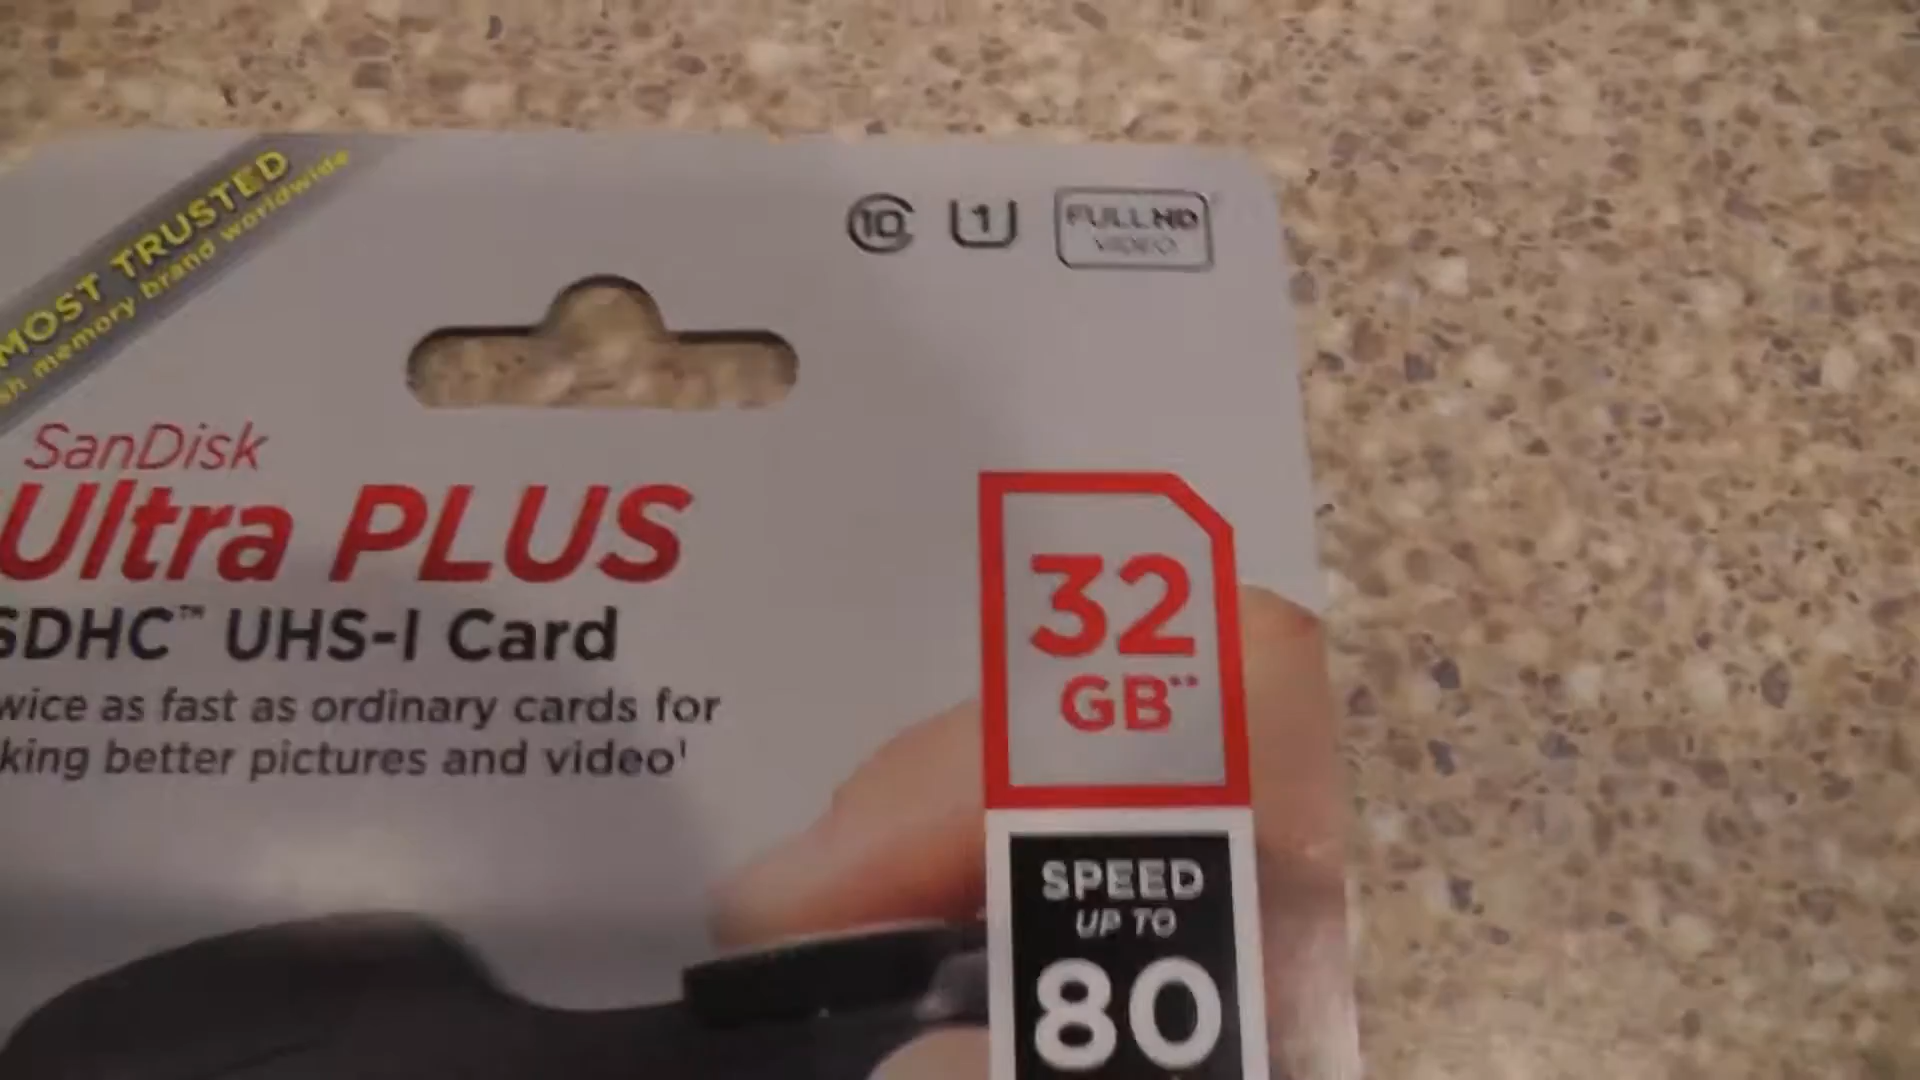 MOST TRUSTED
memory brand worldwide
10
1
FULL HD
VIDEO
SanDisk
Ultra PLUS
SDHC™ UHS-I Card
wice as fast as ordinary cards for
king better pictures and video¹
32
GB**
SPEED
UP TO
80